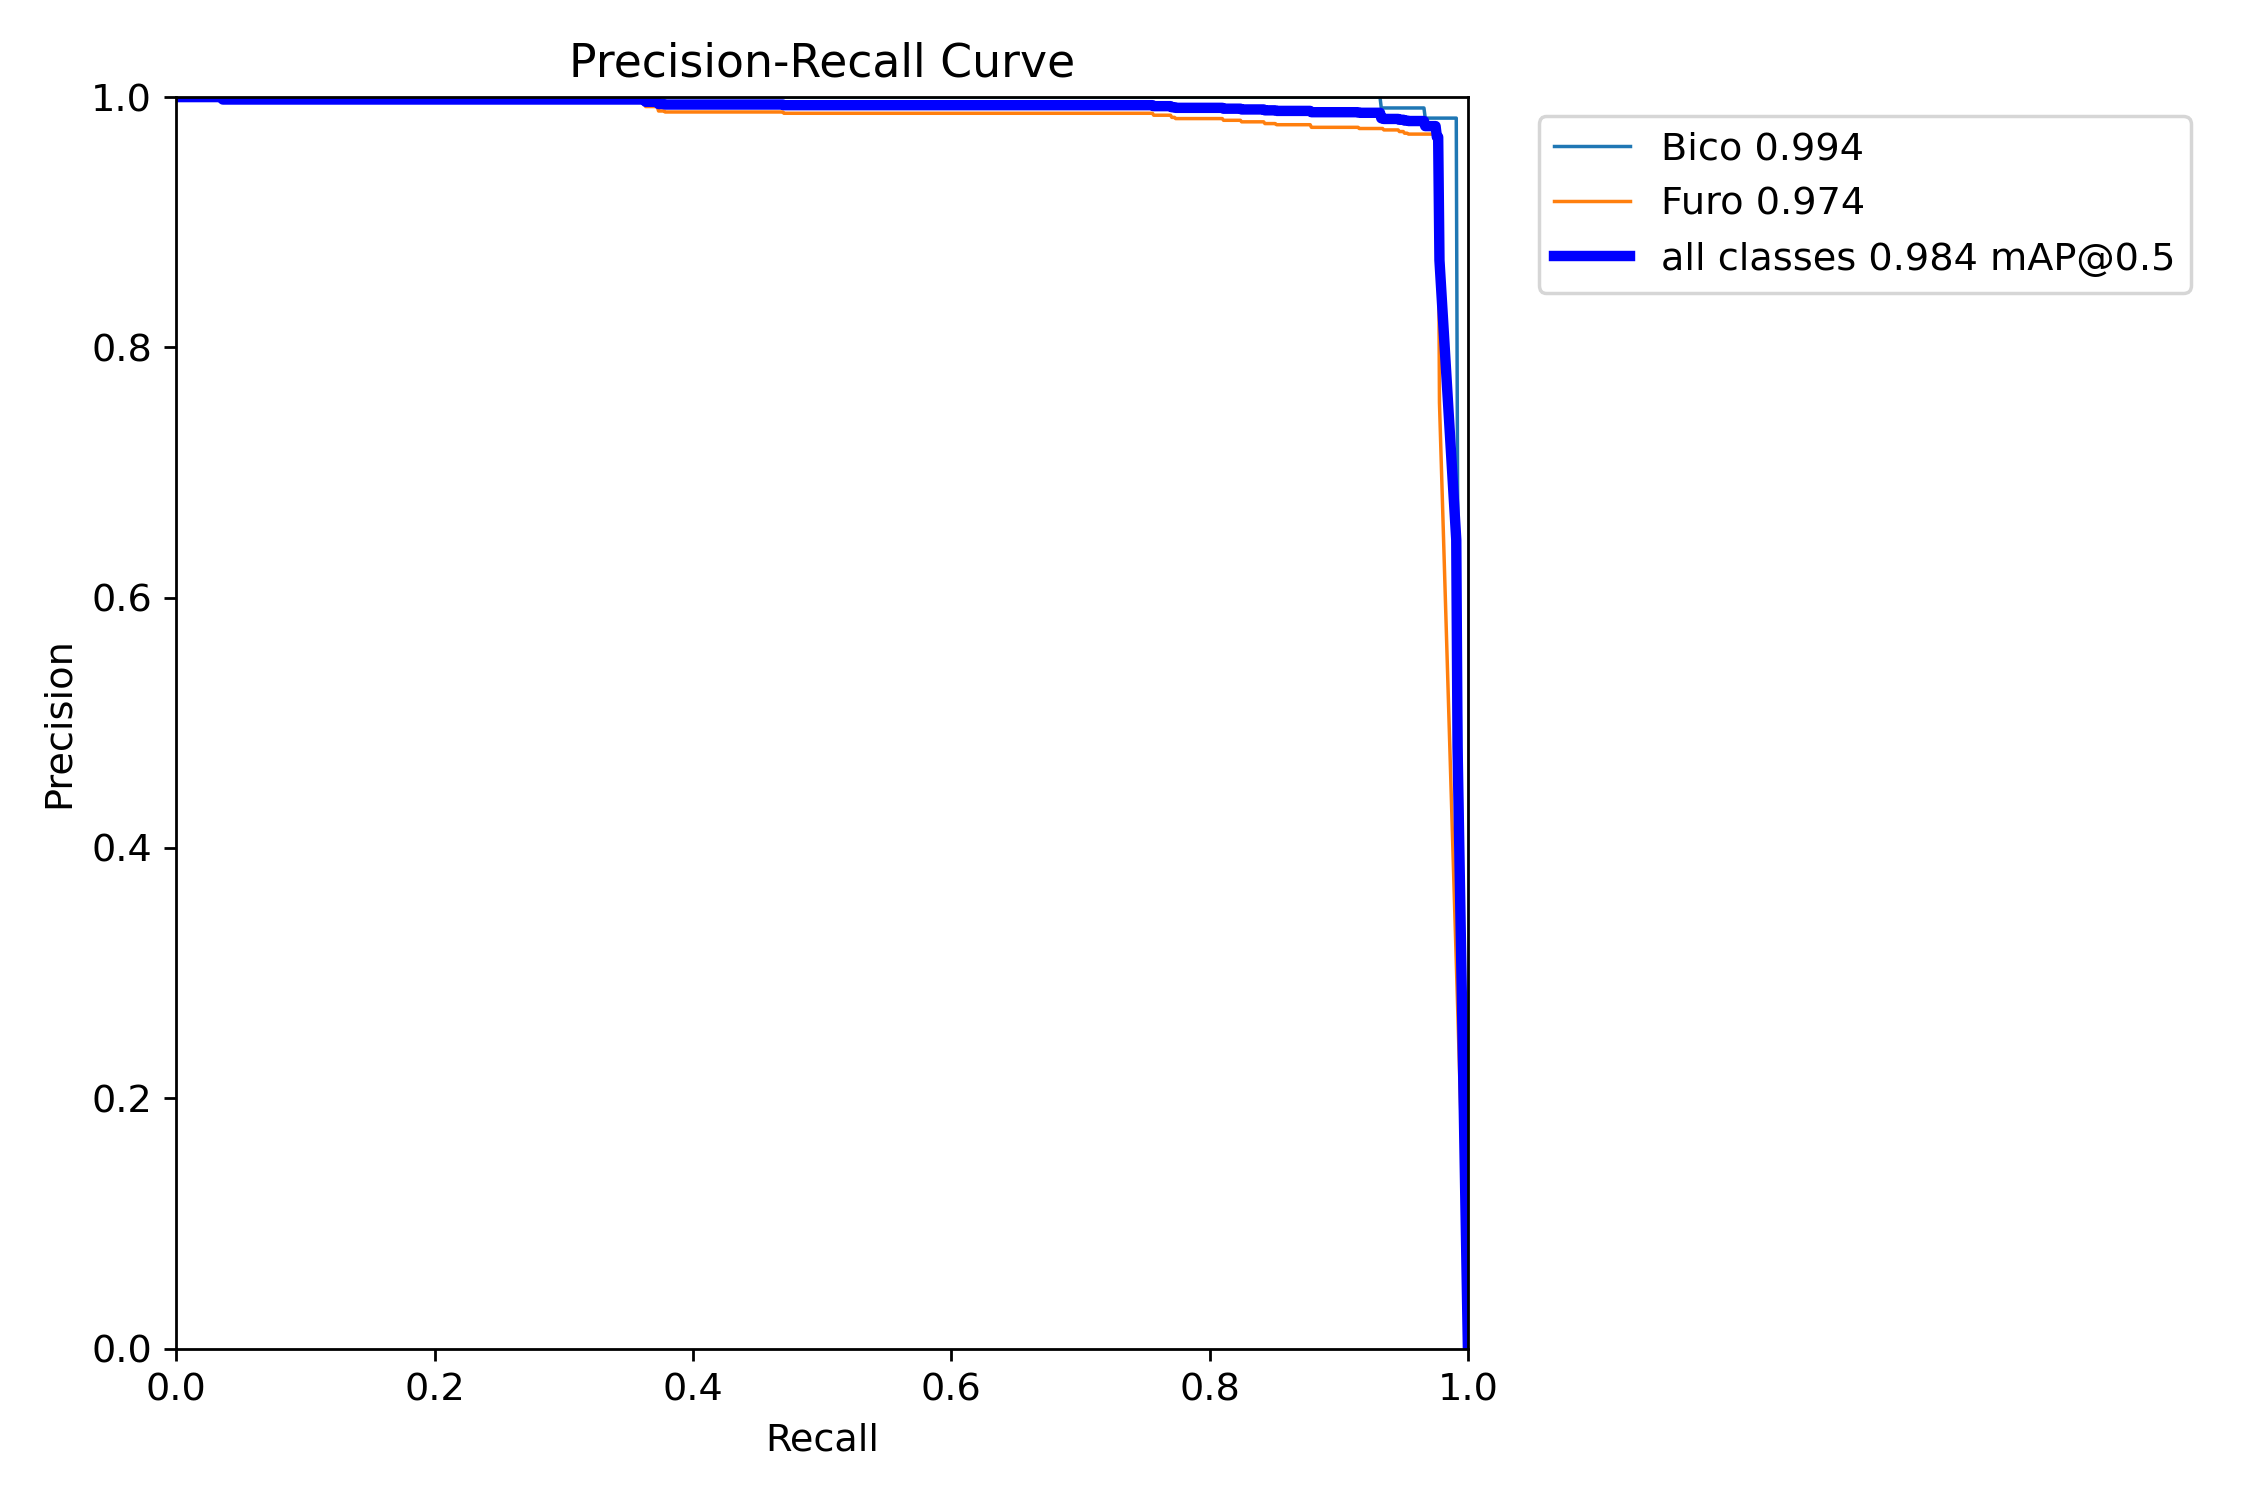 Precision-Recall Curve
1.0
0.8
0.6
0.4
0.2
0.0
Precision
0.0 0.2 0.4 0.6 0.8 1.0
Recall
Bico 0.994
Furo 0.974
all classes 0.984 mAP@0.5